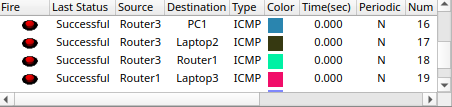 Fire Last Status Source Destination Type Color Time(sec) Periodic Num
Successful Router3 PC1 ICMP 0.000 N 16
Successful Router3 Laptop2 ICMP 0.000 N 17
Successful Router3 Router1 ICMP 0.000 N 18
Successful Router1 Laptop3 ICMP 0.000 N 19